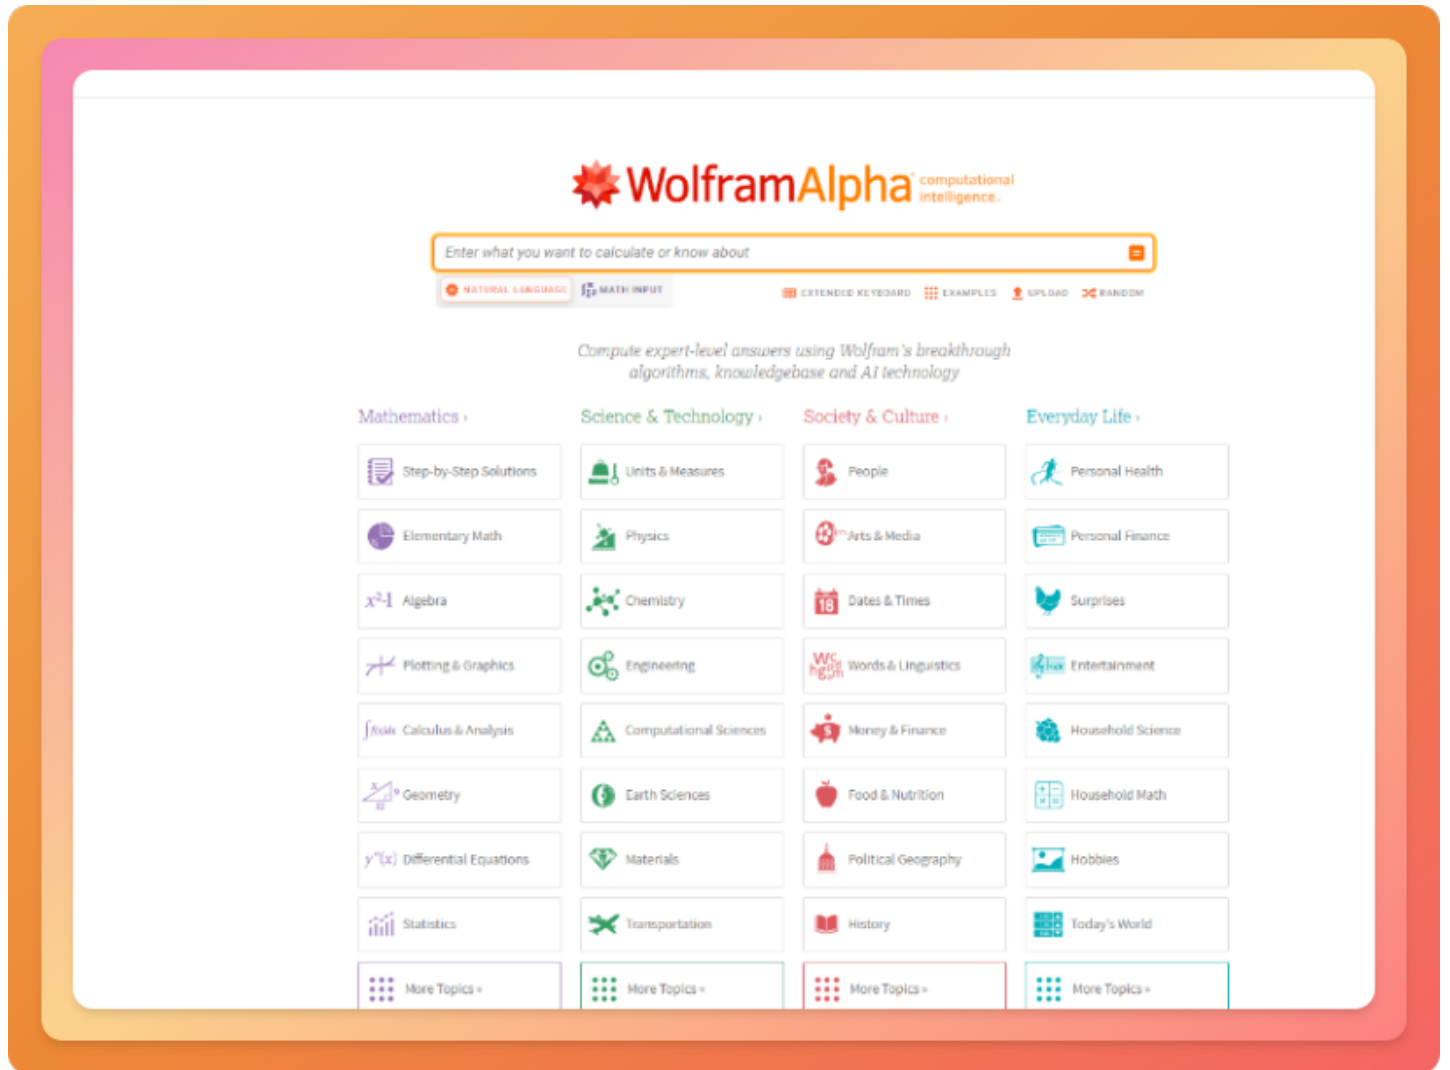 WolframAlpha computational intelligence.
Enter what you want to calculate or know about
NATURAL LANGUAGE MATH INPUT EXTENDED KEYBOARD EXAMPLES UPLOAD RANDOM
Compute expert-level answers using Wolfram's breakthrough
algorithms, knowledgebase and AI technology
Mathematics › Science & Technology › Society & Culture › Everyday Life ›
Step-by-Step Solutions Units & Measures People Personal Health
Elementary Math Physics Arts & Media Personal Finance
x²-1 Algebra Chemistry 18 Dates & Times Surprises
Plotting & Graphics Engineering Words & Linguistics Entertainment
Calculus & Analysis Computational Sciences Money & Finance Household Science
Geometry Earth Sciences Food & Nutrition Household Math
y″(x) Differential Equations Materials Political Geography Hobbies
Statistics Transportation History Today's World
More Topics » More Topics » More Topics » More Topics »